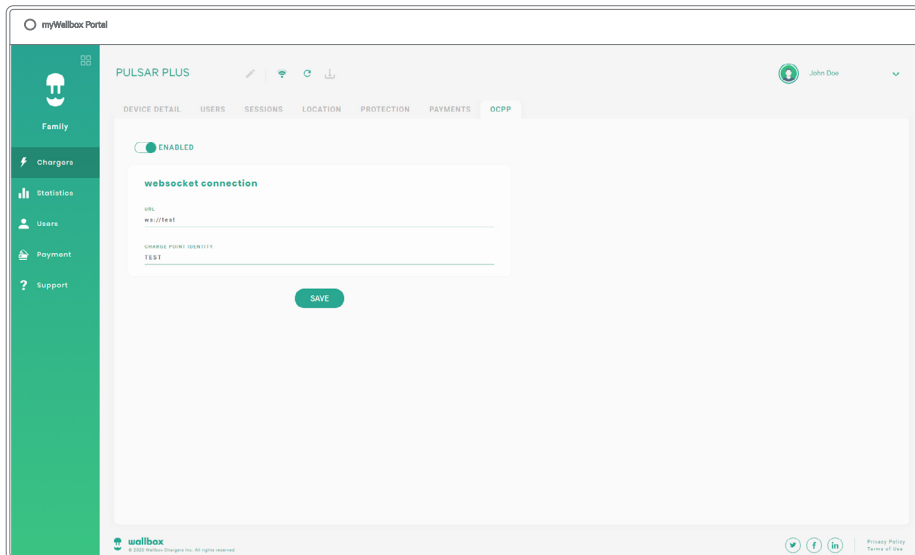 myWallbox Portal
PULSAR PLUS
John Doe
Family
DEVICE DETAIL USERS SESSIONS LOCATION PROTECTION PAYMENTS OCPP
ENABLED
Chargers
Statistics
Users
Payment
Support
websocket connection
URL
ws://test
CHARGE POINT IDENTITY
TEST
SAVE
wallbox
© 2020 Wallbox Chargers Inc. All rights reserved
Privacy Policy
Terms of Use